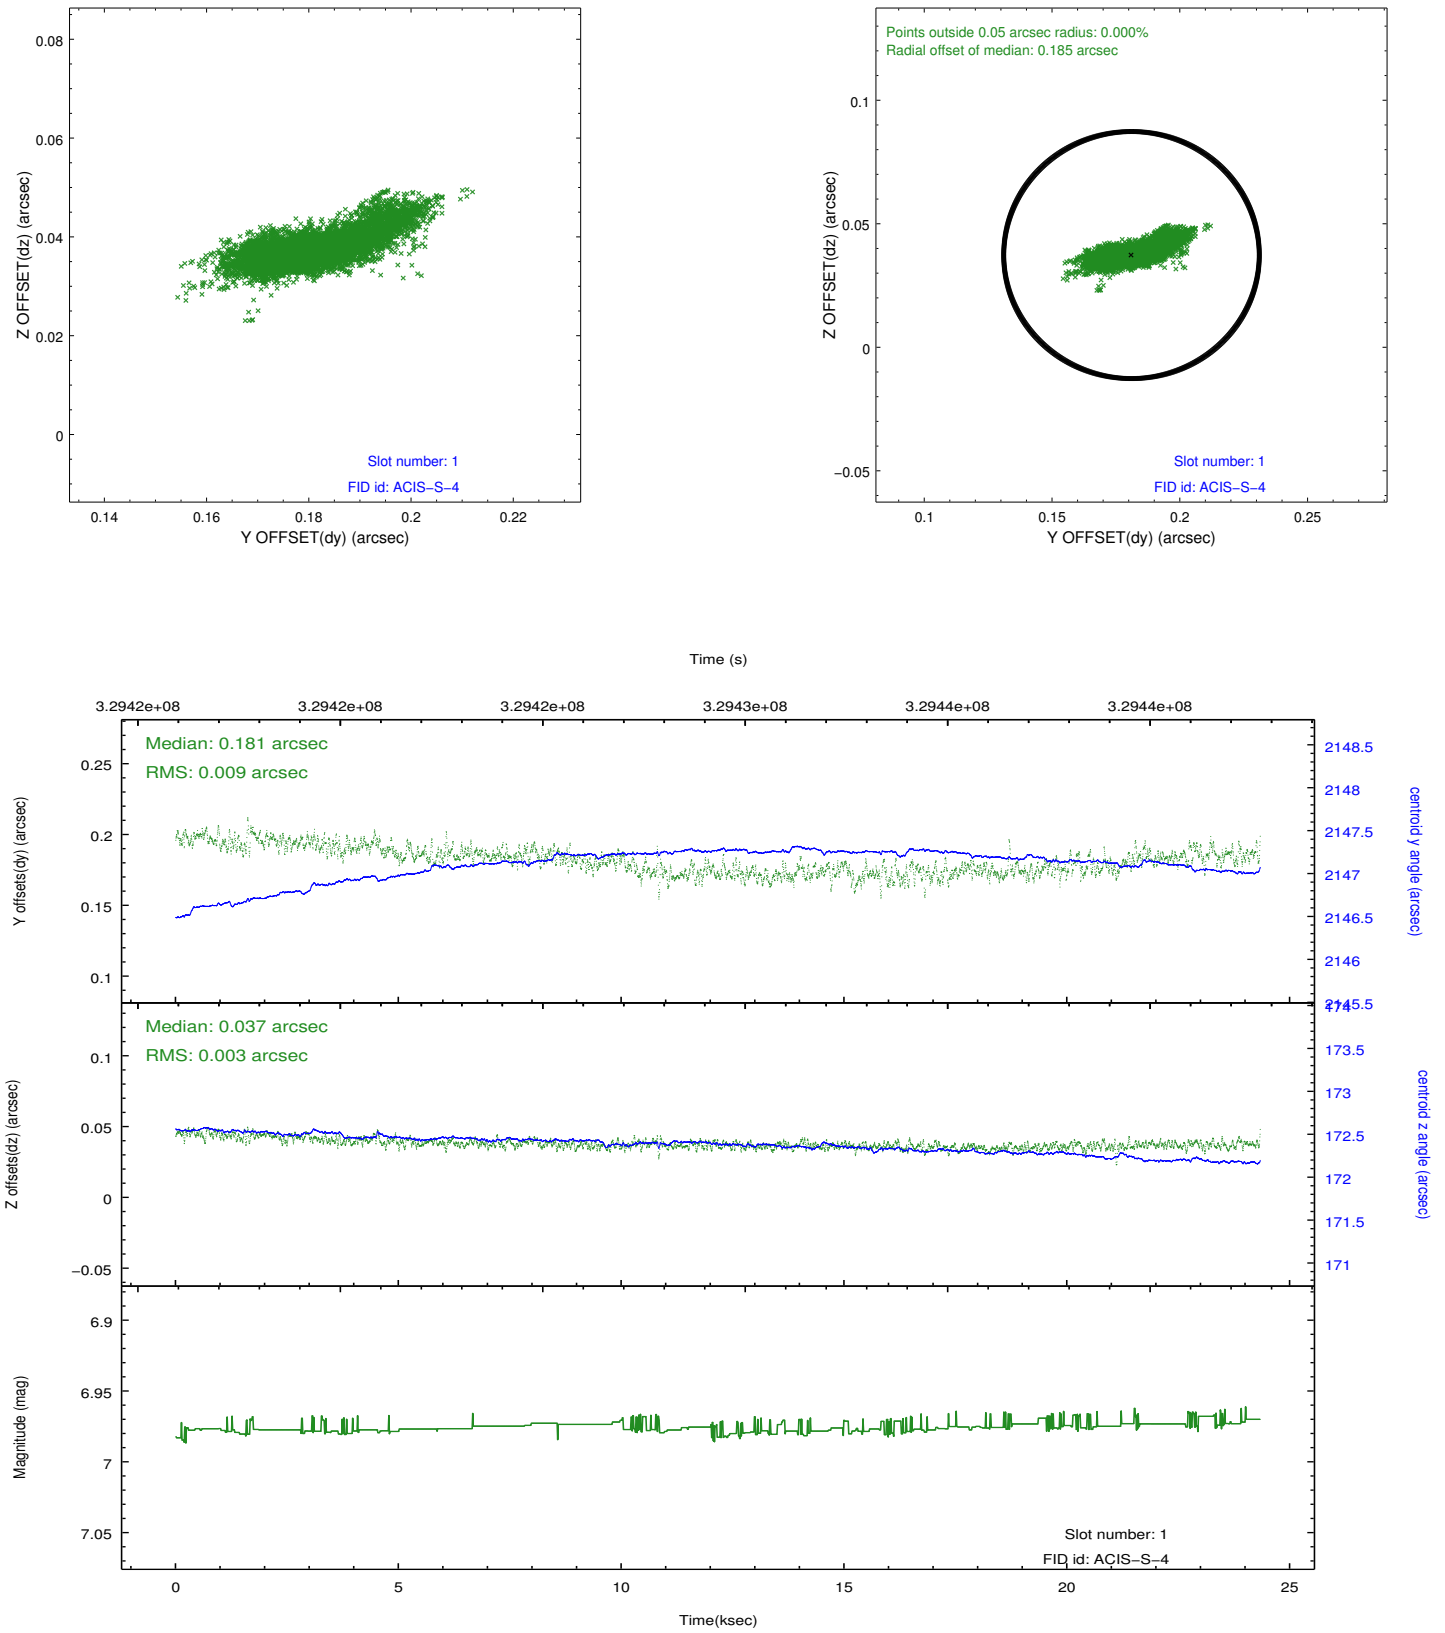 0.08
0.06
0.04
0.02
0
Z OFFSET(dz) (arcsec)
Slot number: 1
FID id: ACIS−S−4
0.14 0.16 0.18 0.2 0.22
Y OFFSET(dy) (arcsec)
Points outside 0.05 arcsec radius: 0.000%
Radial offset of median: 0.185 arcsec
0.1
0.05
0
−0.05
Z OFFSET(dz) (arcsec)
Slot number: 1
FID id: ACIS−S−4
0.1 0.15 0.2 0.25
Y OFFSET(dy) (arcsec)
Time (s)
3.2942e+08 3.2942e+08 3.2942e+08 3.2943e+08 3.2944e+08 3.2944e+08
Median: 0.181 arcsec
RMS: 0.009 arcsec
0.25
0.2
0.15
0.1
Y offsets(dy) (arcsec)
2148.5
2148
2147.5
2147
2146.5
2146
2145.5
centroid y angle (arcsec)
Median: 0.037 arcsec
RMS: 0.003 arcsec
0.1
0.05
0
−0.05
Z offsets(dz) (arcsec)
174
173.5
173
172.5
172
171.5
171
centroid z angle (arcsec)
6.9
6.95
7
7.05
Magnitude (mag)
Slot number: 1
FID id: ACIS−S−4
0 5 10 15 20 25
Time(ksec)